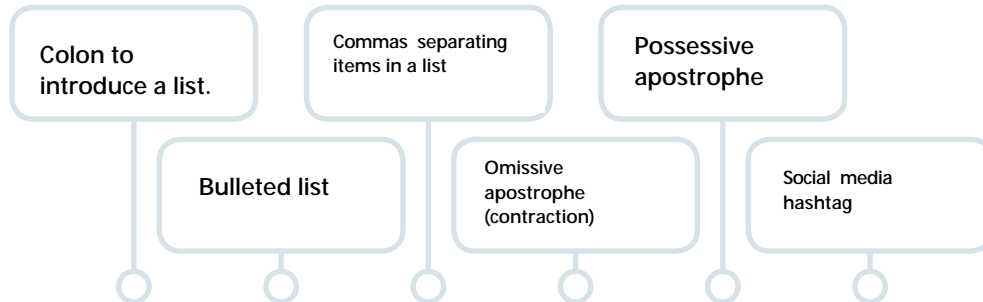 Colon to
introduce a list.
Bulleted list
Commas separating
items in a list
Omissive
apostrophe
(contraction)
Possessive
apostrophe
Social media
hashtag